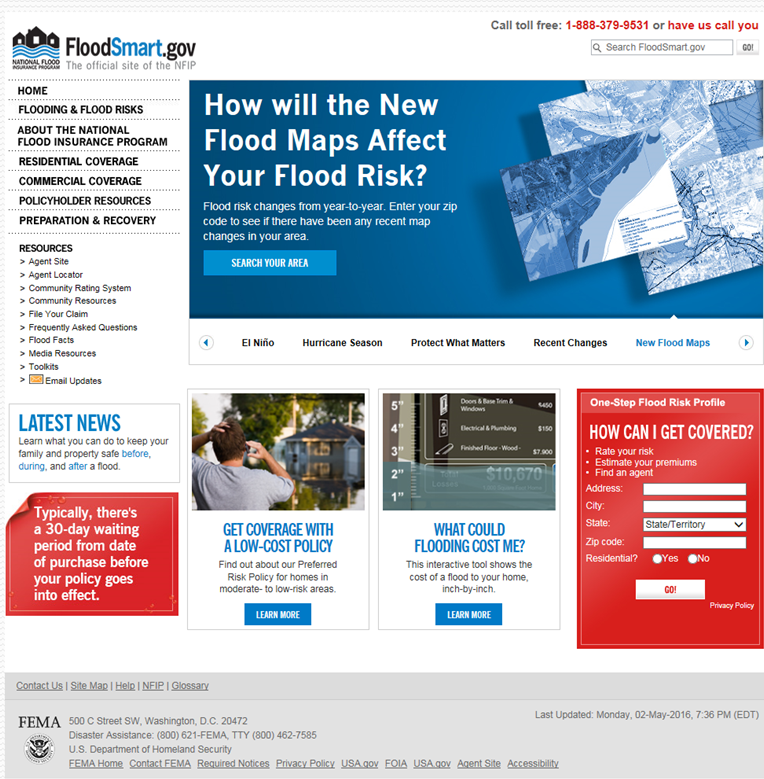 Call toll free: 1-888-379-9531 or have us call you
NATIONAL FLOOD
INSURANCE PROGRAM
FloodSmart.gov
The official site of the NFIP
Search FloodSmart.gov
GO!
HOME
FLOODING & FLOOD RISKS
ABOUT THE NATIONAL
FLOOD INSURANCE PROGRAM
RESIDENTIAL COVERAGE
COMMERCIAL COVERAGE
POLICYHOLDER RESOURCES
PREPARATION & RECOVERY
RESOURCES
> Agent Site
> Agent Locator
> Community Rating System
> Community Resources
> File Your Claim
> Frequently Asked Questions
> Flood Facts
> Media Resources
> Toolkits
> Email Updates
How will the New
Flood Maps Affect
Your Flood Risk?
Flood risk changes from year-to-year. Enter your zip
code to see if there have been any recent map
changes in your area.
SEARCH YOUR AREA
El Niño
Hurricane Season
Protect What Matters
Recent Changes
New Flood Maps
LATEST NEWS
Learn what you can do to keep your
family and property safe before,
during, and after a flood.
Typically, there's
a 30-day waiting
period from date
of purchase before
your policy goes
into effect.
GET COVERAGE WITH
A LOW-COST POLICY
Find out about our Preferred
Risk Policy for homes in
moderate- to low-risk areas.
LEARN MORE
5"
4"
3"
2"
1"
Doors & Base Trim &
Windows
$450
Electrical & Plumbing
$150
Finished Floor - Wood -
$7,900
Total
Losses
$10,670
WHAT COULD
FLOODING COST ME?
This interactive tool shows the
cost of a flood to your home,
inch-by-inch.
LEARN MORE
One-Step Flood Risk Profile
HOW CAN I GET COVERED?
• Rate your risk
• Estimate your premiums
• Find an agent
Address:
City:
State:
State/Territory
Zip code:
Residential?
Yes
No
GO!
Privacy Policy
Contact Us | Site Map | Help | NFIP | Glossary
FEMA
500 C Street SW, Washington, D.C. 20472
Disaster Assistance: (800) 621-FEMA, TTY (800) 462-7585
U.S. Department of Homeland Security
FEMA Home Contact FEMA Required Notices Privacy Policy USA.gov FOIA USA.gov Agent Site Accessibility
Last Updated: Monday, 02-May-2016, 7:36 PM (EDT)